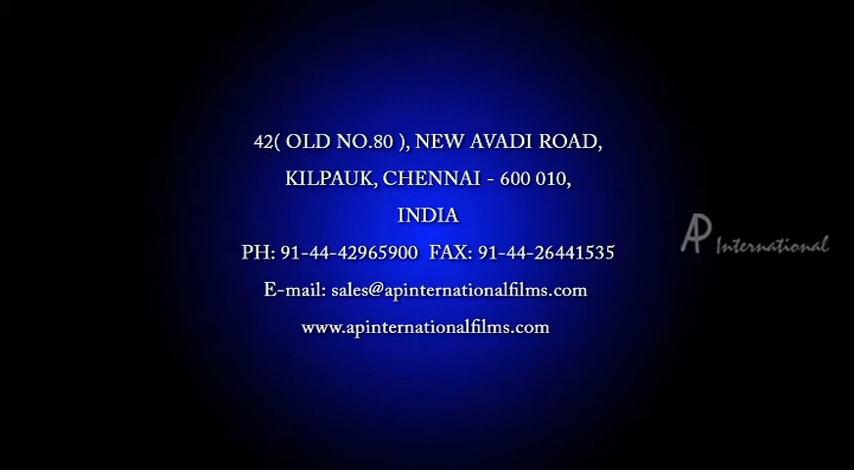 42( OLD NO.80 ), NEW AVADI ROAD,
KILPAUK, CHENNAI - 600 010,
INDIA
PH: 91-44-42965900 FAX: 91-44-26441535
E-mail: sales@apinternationalfilms.com
www.apinternationalfilms.com
AP International